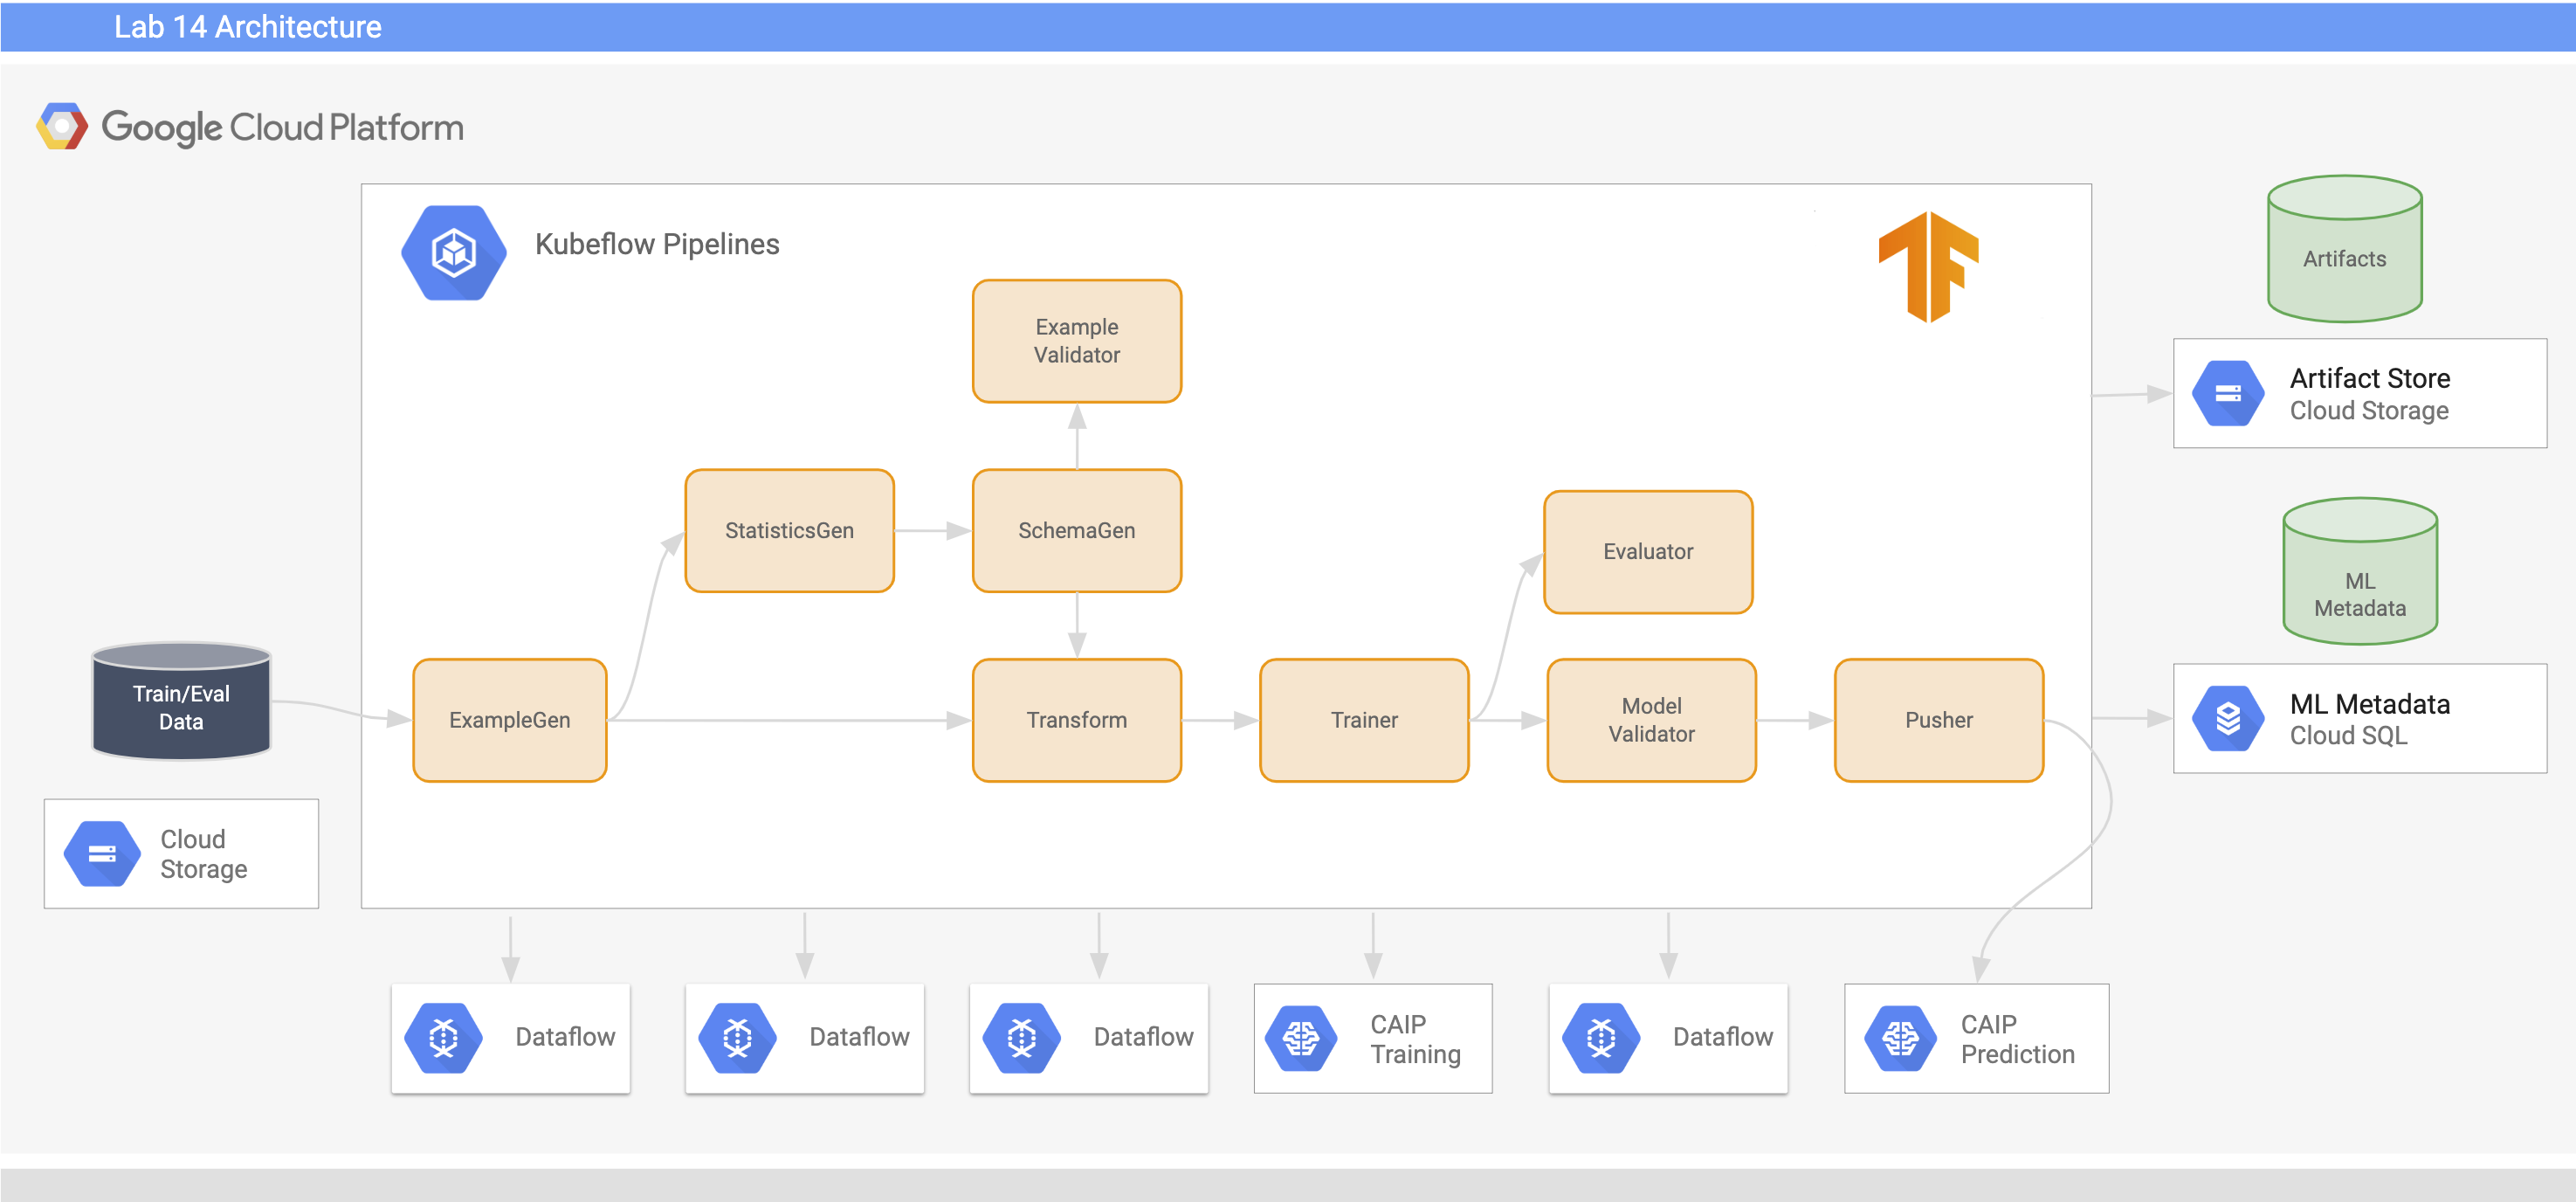 Lab 14 Architecture
Google Cloud Platform
Kubeflow Pipelines
Example
Validator
StatisticsGen
SchemaGen
Evaluator
Train/Eval
Data
ExampleGen
Transform
Trainer
Model
Validator
Pusher
Cloud
Storage
Artifacts
Artifact Store
Cloud Storage
ML
Metadata
ML Metadata
Cloud SQL
Dataflow
Dataflow
Dataflow
CAIP
Training
Dataflow
CAIP
Prediction